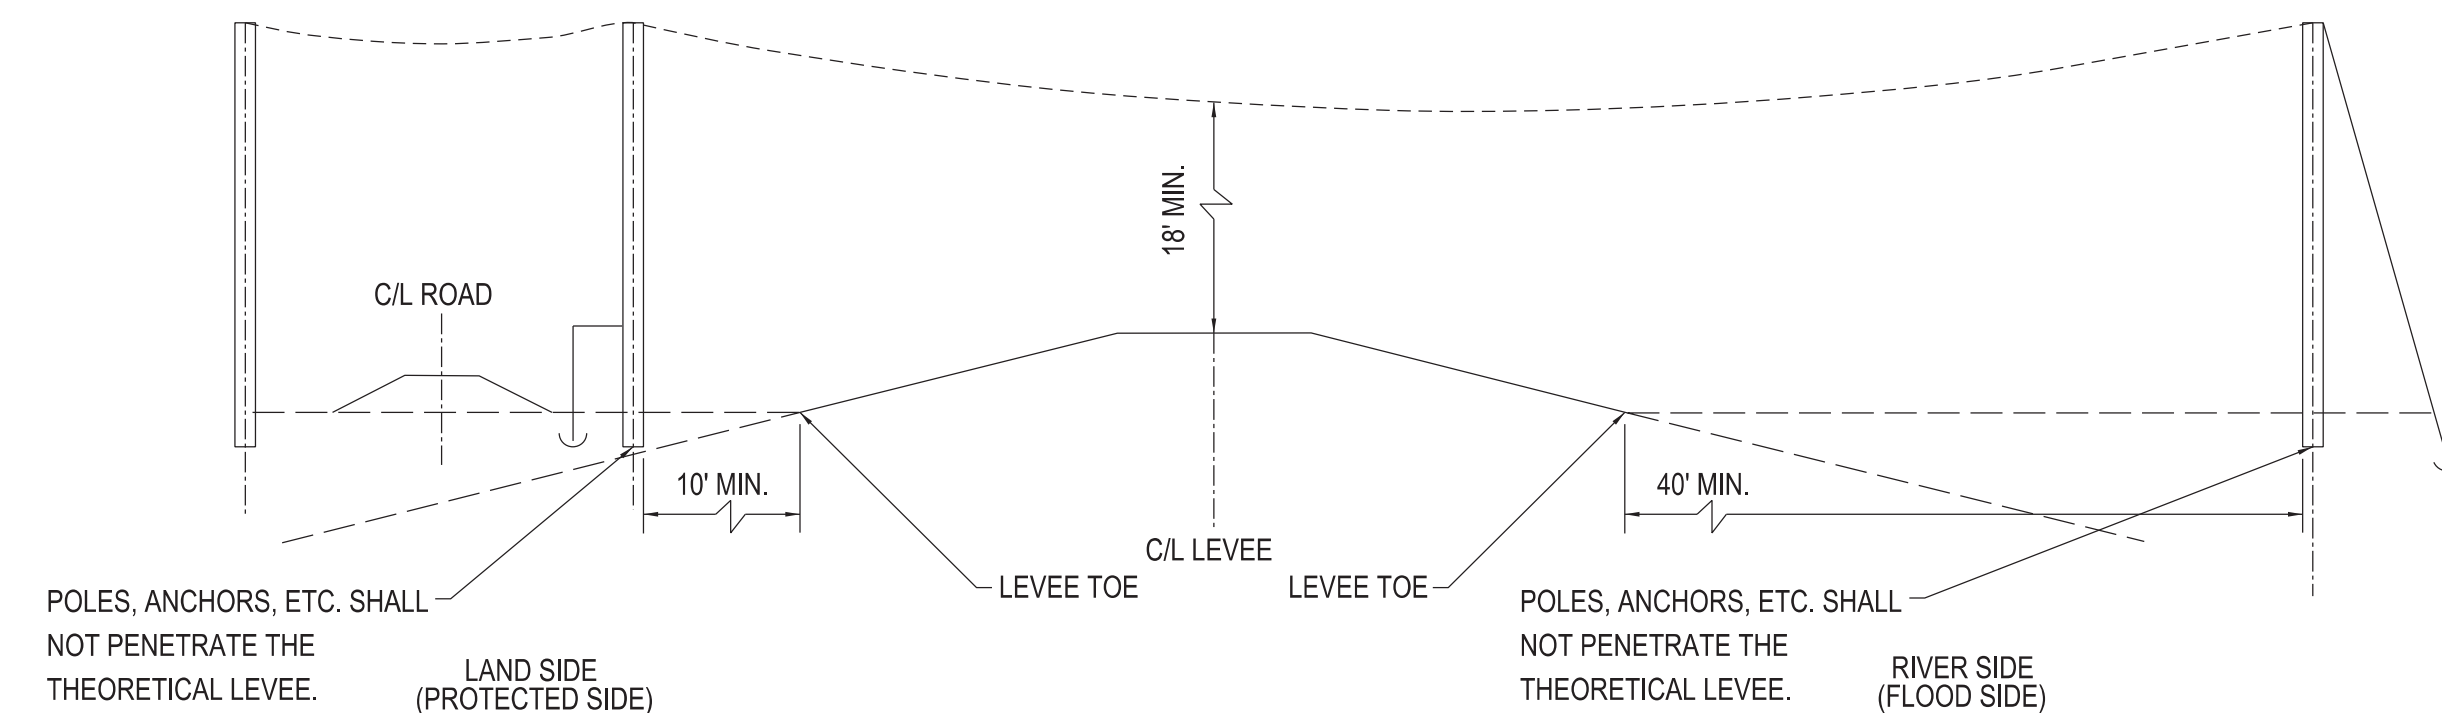 18' MIN.
C/L ROAD
10' MIN.
40' MIN.
C/L LEVEE
LEVEE TOE
LEVEE TOE
POLES, ANCHORS, ETC. SHALL
NOT PENETRATE THE
THEORETICAL LEVEE.
LAND SIDE
(PROTECTED SIDE)
POLES, ANCHORS, ETC. SHALL
NOT PENETRATE THE
THEORETICAL LEVEE.
RIVER SIDE
(FLOOD SIDE)